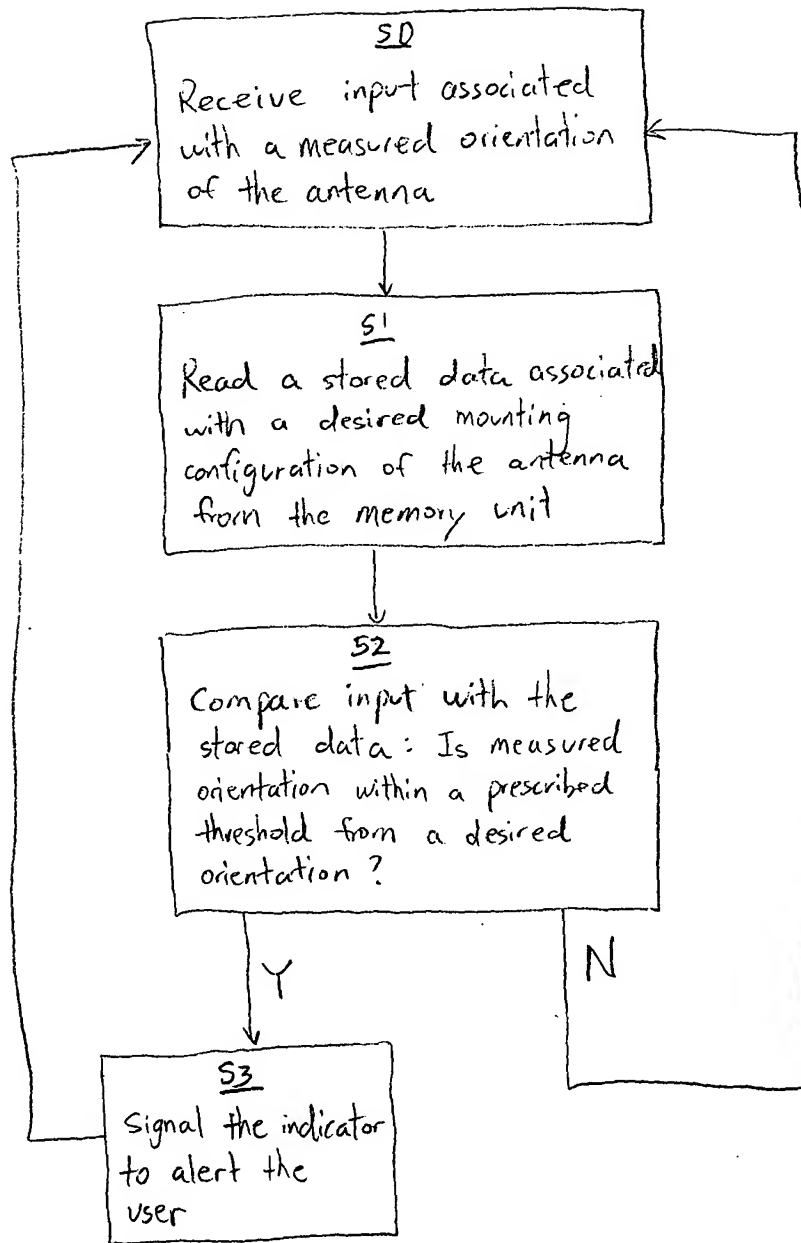 S0
Receive input associated
with a measured orientation
of the antenna
S1
Read a stored data associated
with a desired mounting
configuration of the antenna
from the memory unit
S2
Compare input with the
stored data: Is measured
orientation within a prescribed
threshold from a desired
orientation?
Y
N
S3
Signal the indicator
to alert the
user